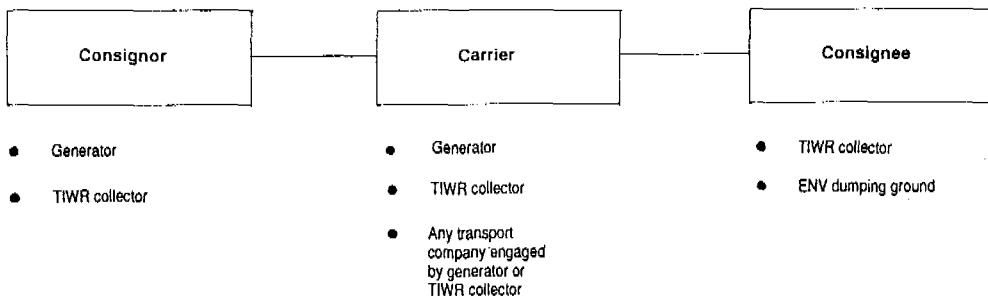 Consignor
Carrier
Consignee
● Generator
● TIWR collector
● Generator
● TIWR collector
● Any transport
company engaged
by generator or
TIWR collector
● TIWR collector
● ENV dumping ground